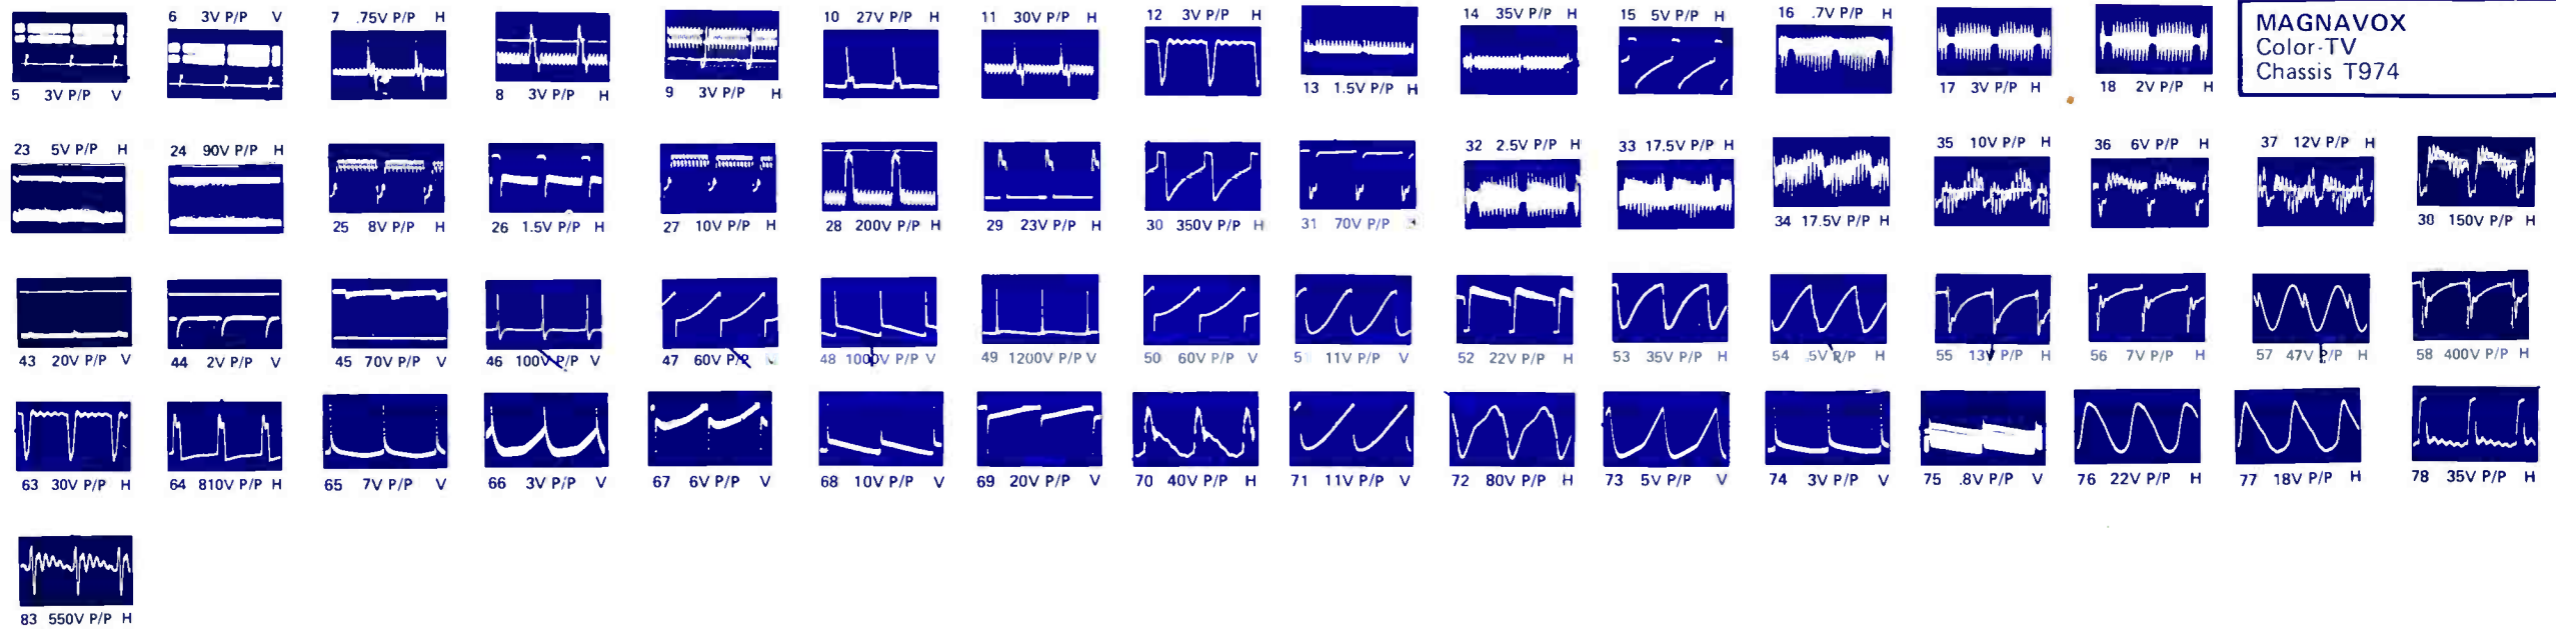 6 3V P/P V
7 .75V P/P H
10 27V P/P H
11 30V P/P H
12 3V P/P H
14 35V P/P H
15 5V P/P H
16 .7V P/P H
MAGNAVOX
Color-TV
Chassis T974
5 3V P/P V
8 3V P/P H
9 3V P/P H
13 1.5V P/P H
17 3V P/P H
18 2V P/P H
23 5V P/P H
24 90V P/P H
32 2.5V P/P H
33 17.5V P/P H
35 10V P/P H
36 6V P/P H
37 12V P/P H
25 8V P/P H
26 1.5V P/P H
27 10V P/P H
28 200V P/P H
29 23V P/P H
30 350V P/P H
31 70V P/P
34 17.5V P/P H
38 150V P/P H
43 20V P/P V
44 2V P/P V
45 70V P/P V
46 100V P/P V
47 60V P/P
48 1000V P/P V
49 1200V P/P V
50 60V P/P V
51 11V P/P V
52 22V P/P H
53 35V P/P H
54 .5V P/P H
55 13V P/P H
56 7V P/P H
57 47V P/P H
58 400V P/P H
63 30V P/P H
64 810V P/P H
65 7V P/P V
66 3V P/P V
67 6V P/P V
68 10V P/P V
69 20V P/P V
70 40V P/P H
71 11V P/P V
72 80V P/P H
73 5V P/P V
74 3V P/P V
75 .8V P/P V
76 22V P/P H
77 18V P/P H
78 35V P/P H
83 550V P/P H